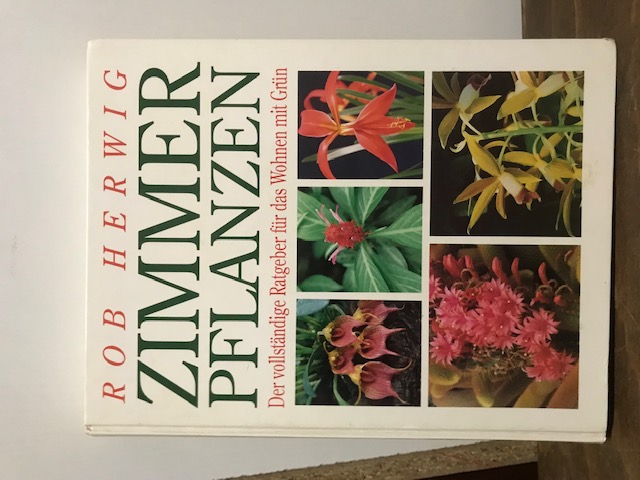 ROB HERWIG
ZIMMER
PFLANZEN
Der vollständige Ratgeber für das Wohnen mit Grün